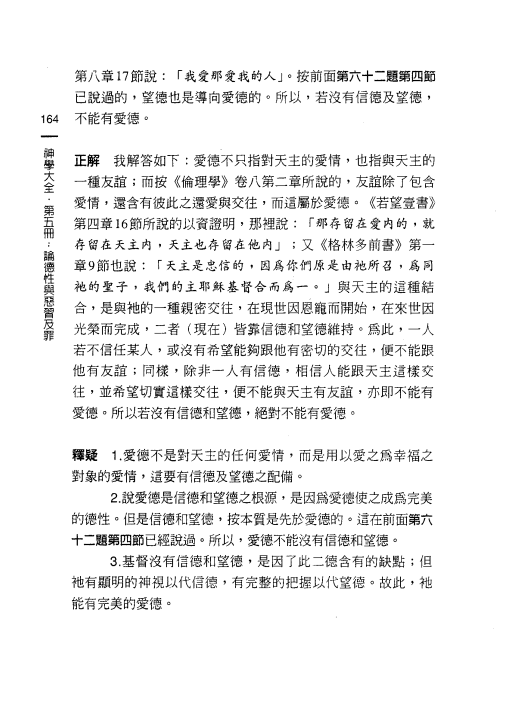 第八章17節說：「我愛那愛我的人」。按前面第六十二題第四節
已說過的，望德也是導向愛德的。所以，若沒有信德及望德，
不能有愛德。
164
神學大全．第五冊：論德性與惡習及罪
正解　我解答如下：愛德不只指對天主的愛情，也指與天主的
一種友誼；而按《倫理學》卷八第二章所說的，友誼除了包含
愛情，還含有彼此之還愛與交往，而這屬於愛德。《若望壹書》
第四章16節所說的以資證明，那裡說：「那存留在愛內的，就
存留在天主內，天主也存留在他內」；又《格林多前書》第一
章9節也說：「天主是忠信的，因為你們原是由祂所召，為同
祂的聖子，我們的主耶穌基督合而為一。」與天主的這種結
合，是與祂的一種親密交往，在現世因恩寵而開始，在來世因
光榮而完成，二者（現在）皆靠信德和望德維持。為此，一人
若不信任某人，或沒有希望能夠跟他有密切的交往，便不能跟
他有友誼；同樣，除非一人有信德，相信人能跟天主這樣交
往，並希望切實這樣交往，便不能與天主有友誼，亦即不能有
愛德。所以若沒有信德和望德，絕對不能有愛德。
釋疑　1.愛德不是對天主的任何愛情，而是用以愛之為幸福之
對象的愛情，這要有信德及望德之配備。
2.說愛德是信德和望德之根源，是因為愛德使之成為完美
的德性。但是信德和望德，按本質是先於愛德的。這在前面第六
十二題第四節已經說過。所以，愛德不能沒有信德和望德。
3.基督沒有信德和望德，是因了此二德含有的缺點；但
祂有顯明的神視以代信德，有完整的把握以代望德。故此，祂
能有完美的愛德。